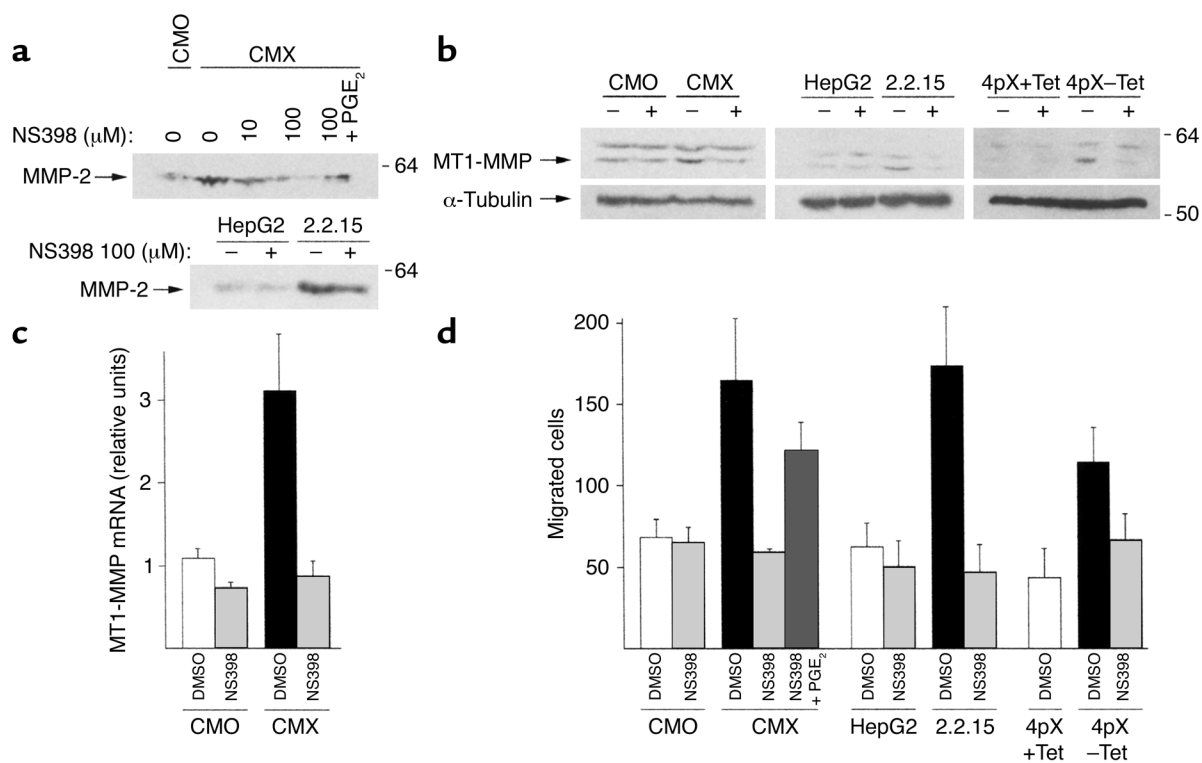 a
CMO
CMX
NS398 (μM): 0 0 10 100 100 + PGE2
MMP-2
-64
HepG2 2.2.15
NS398 100 (μM): − + − +
-64
MMP-2
b
CMO CMX HepG2 2.2.15 4pX+Tet 4pX−Tet
− + − + − + − + − + − +
-64
MT1-MMP
α-Tubulin
-50
c
MT1-MMP mRNA (relative units)
3
2
1
DMSO NS398 DMSO NS398
CMO CMX
d
Migrated cells
200
150
100
50
DMSO NS398 DMSO NS398 NS398 + PGE2 DMSO NS398 DMSO NS398 DMSO DMSO NS398
CMO CMX HepG2 2.2.15 4pX +Tet 4pX −Tet